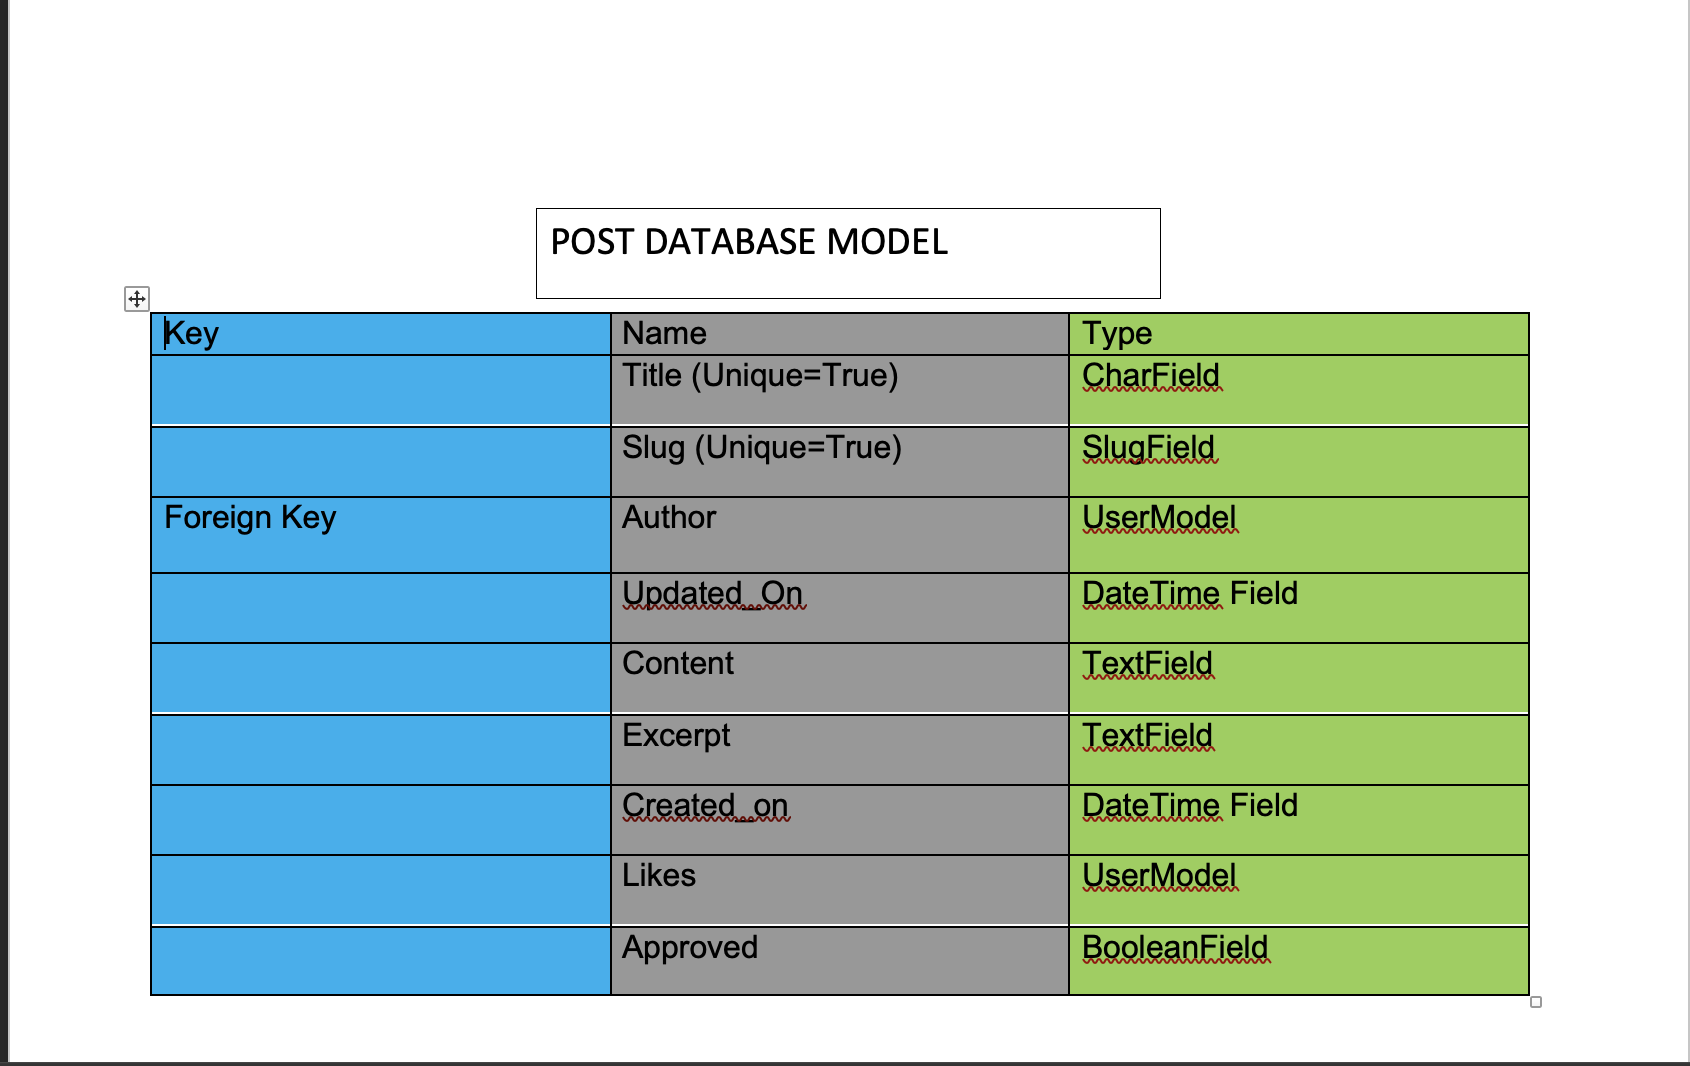 POST DATABASE MODEL
Key Name Type
Title (Unique=True) CharField
Slug (Unique=True) SlugField
Foreign Key Author UserModel
Updated_On DateTime Field
Content TextField
Excerpt TextField
Created_on DateTime Field
Likes UserModel
Approved BooleanField